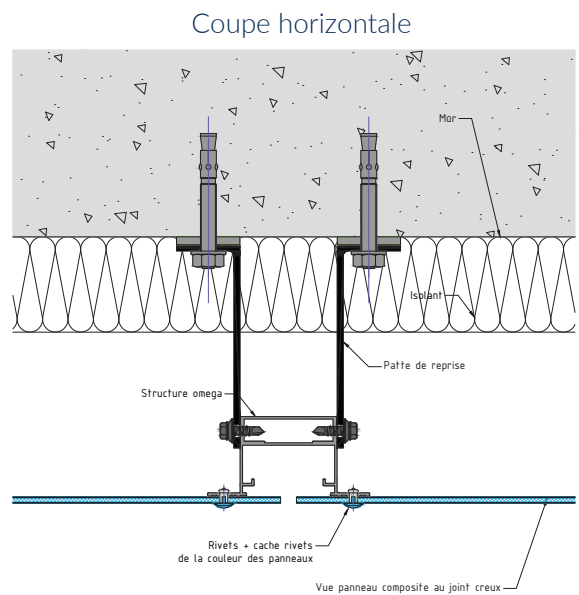 Coupe horizontale
Mor
Isolant
Patte de reprise
Structure omega
Rivets + cache rivets
de la couleur des panneaux
Vue panneau composite au joint creux